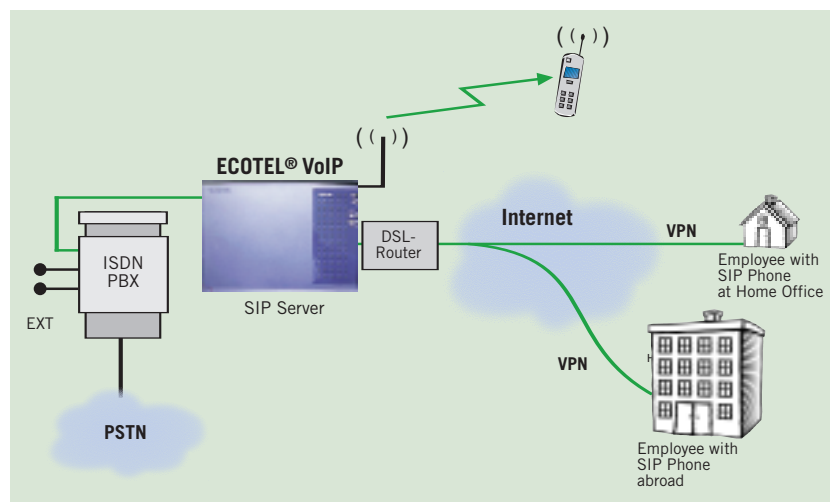 ECOTEL® VoIP
SIP Server
ISDN
PBX
EXT
PSTN
DSL-
Router
Internet
VPN
Employee with
SIP Phone
at Home Office
VPN
Employee with
SIP Phone
abroad